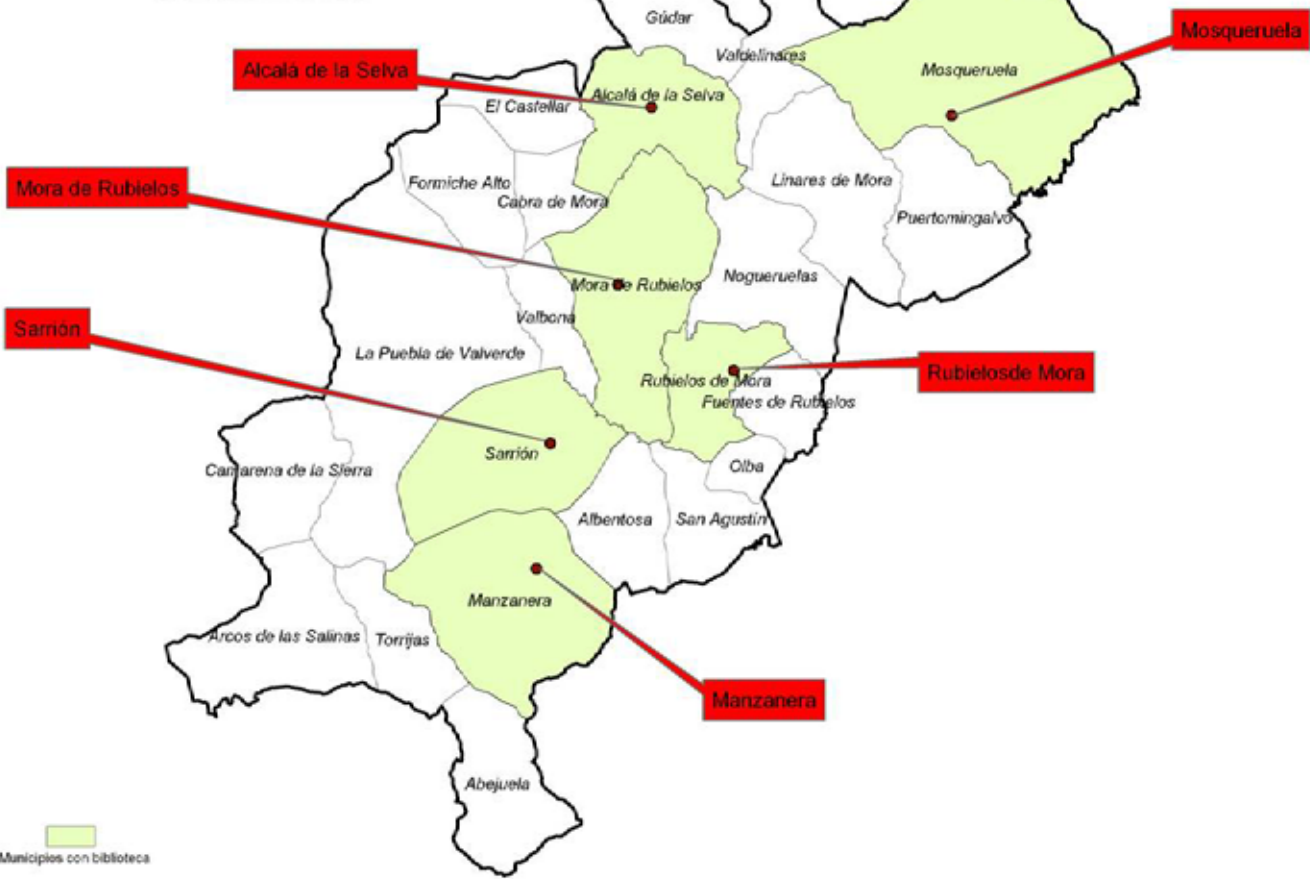 Gúdar
Mosqueruela
Valdelinares
Alcalá de la Selva
Mosqueruela
Alcalá de la Selva
El Castellar
Mora de Rubielos
Formiche Alto
Cabra de Mora
Linares de Mora
Puertomingalvo
Nogueruelas
Mora de Rubielos
Valbona
Sarrión
La Puebla de Valverde
Rubielosde Mora
Rubielos de Mora
Fuentes de Rubielos
Sarrión
Olba
Camarena de la Sierra
Albentosa
San Agustín
Manzanera
Arcos de las Salinas
Torrijas
Manzanera
Abejuela
Municipios con biblioteca